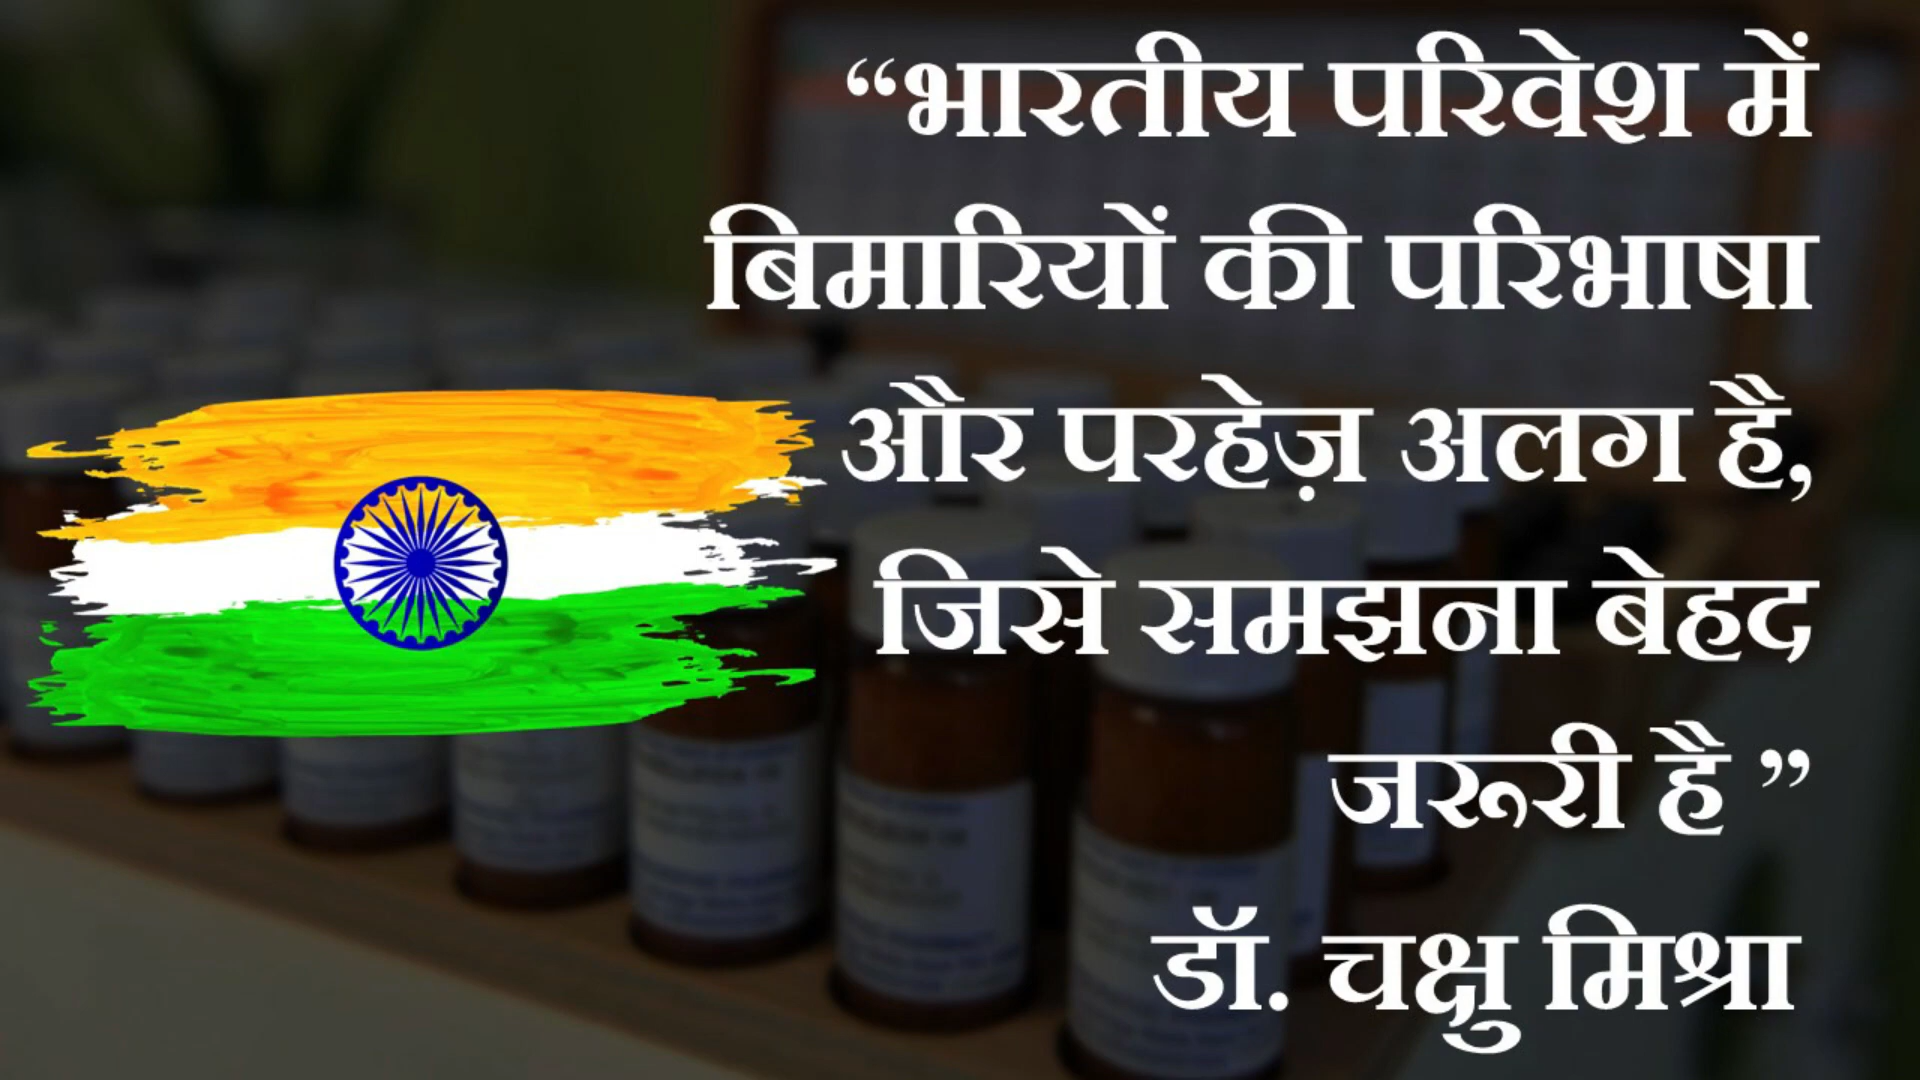 “भारतीय परिवेश में
बिमारियों की परिभाषा
और परहेज़ अलग है,
जिसे समझना बेहद
जरूरी है ”
डॉ. चक्षु मिश्रा